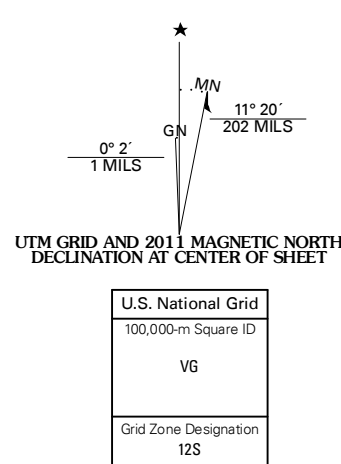 ★
MN
GN
11° 20´
202 MILS
0° 2´
1 MILS
UTM GRID AND 2011 MAGNETIC NORTH
DECLINATION AT CENTER OF SHEET
U.S. National Grid
100,000-m Square ID
VG
Grid Zone Designation
12S